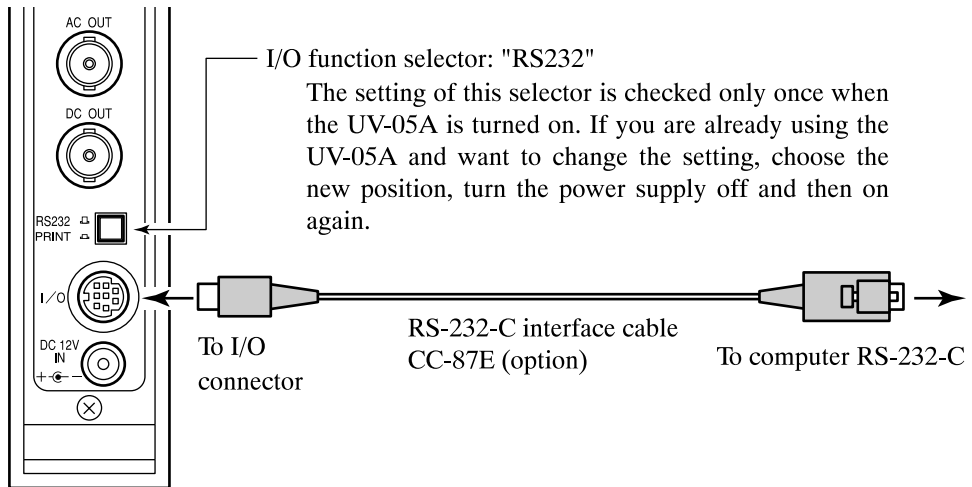 AC OUT
DC OUT
RS232
PRINT
I/O
DC 12V
IN
+ -
I/O function selector: "RS232"
The setting of this selector is checked only once when
the UV-05A is turned on. If you are already using the
UV-05A and want to change the setting, choose the
new position, turn the power supply off and then on
again.
To I/O
connector
RS-232-C interface cable
CC-87E (option)
To computer RS-232-C